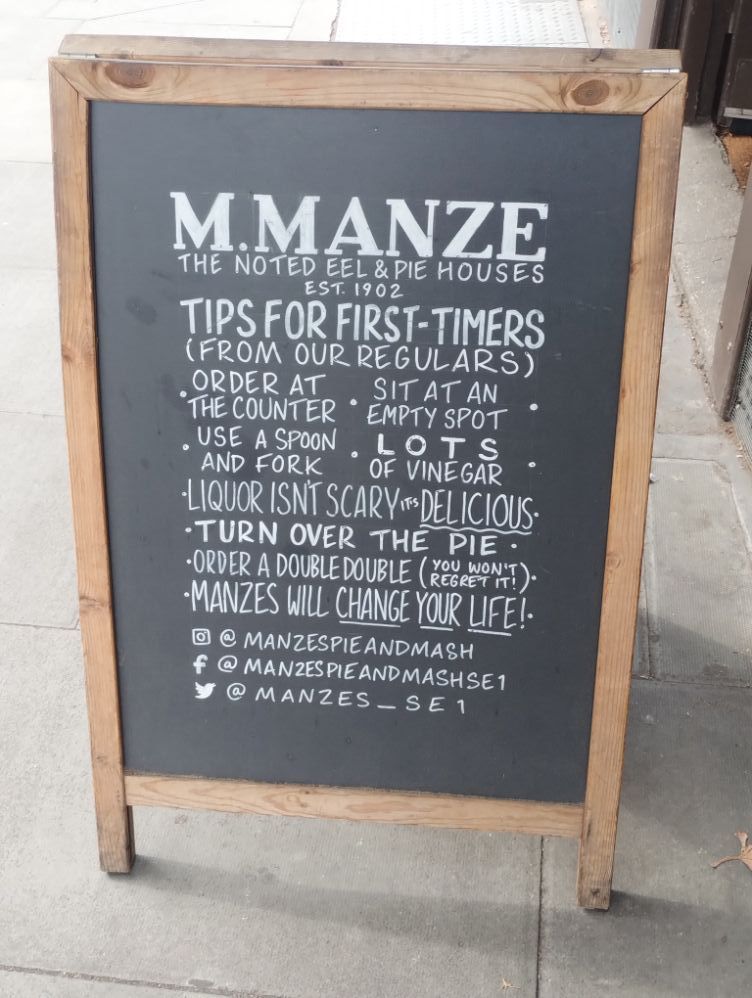 M.MANZE
THE NOTED EEL & PIE HOUSES
EST. 1902
TIPS FOR FIRST-TIMERS
(FROM OUR REGULARS)
• ORDER AT THE COUNTER • SIT AT AN EMPTY SPOT •
• USE A SPOON AND FORK • LOTS OF VINEGAR •
•LIQUOR ISN'T SCARY IT'S DELICIOUS•
•TURN OVER THE PIE•
•ORDER A DOUBLE DOUBLE (YOU WON'T REGRET IT!)•
•MANZES WILL CHANGE YOUR LIFE!•
@MANZESPIEANDMASH
@MANZESPIEANDMASHSE1
@MANZES_SE1